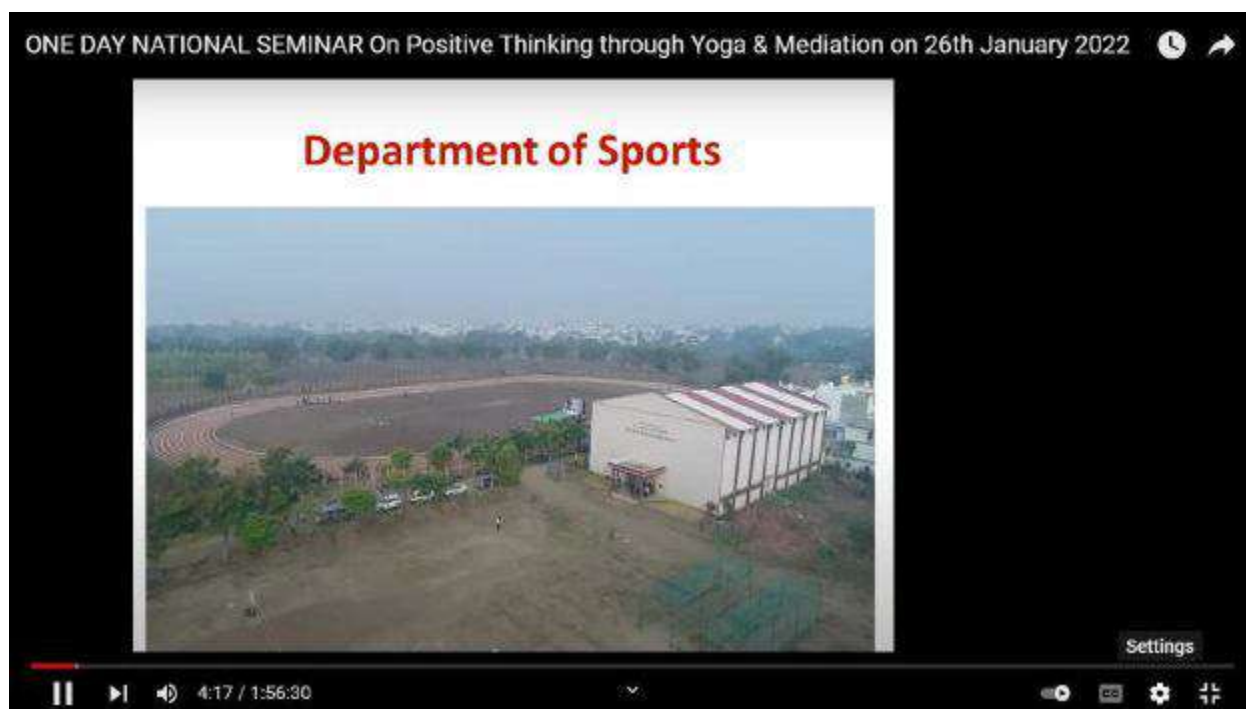 ONE DAY NATIONAL SEMINAR On Positive Thinking through Yoga & Mediation on 26th January 2022
Department of Sports
Settings
4:17 / 1:56:30